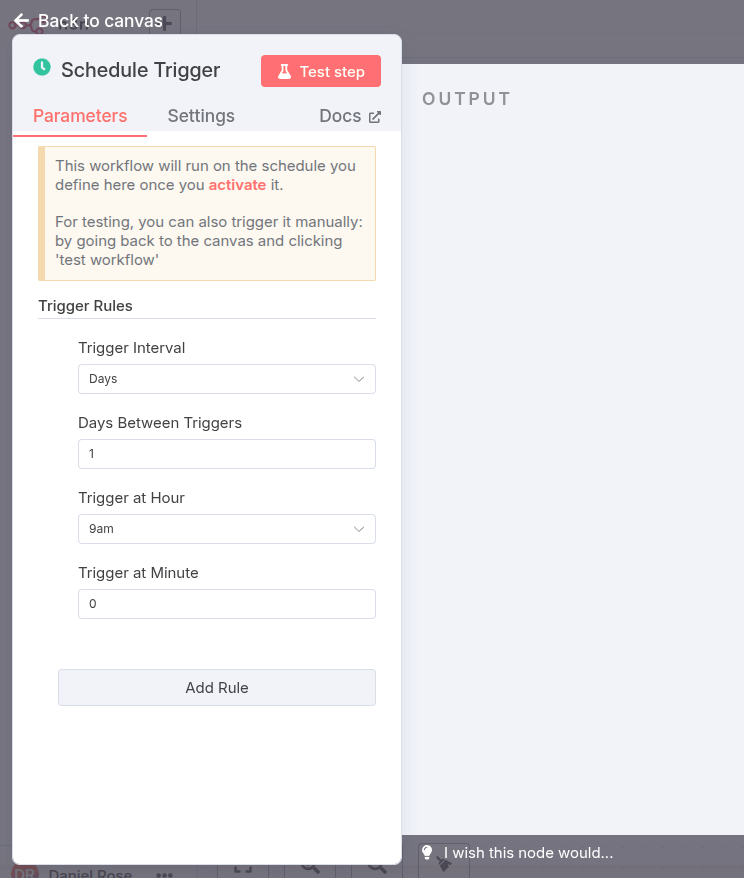 Back to canvas
Schedule Trigger
Test step
Parameters
Settings
Docs
OUTPUT
This workflow will run on the schedule you
define here once you activate it.
For testing, you can also trigger it manually:
by going back to the canvas and clicking
'test workflow'
Trigger Rules
Trigger Interval
Days
Days Between Triggers
1
Trigger at Hour
9am
Trigger at Minute
0
Add Rule
I wish this node would...
DR
Daniel Rose